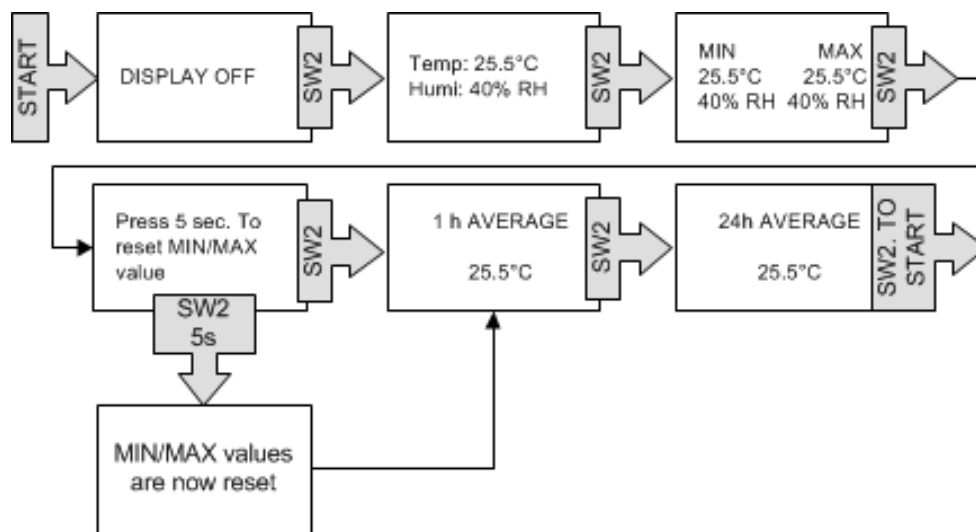 START
DISPLAY OFF
SW2
Temp: 25.5°C
Humi: 40% RH
SW2
MIN MAX
25.5°C 25.5°C
40% RH 40% RH
SW2
Press 5 sec. To
reset MIN/MAX
value
SW2
SW2
5s
1 h AVERAGE
25.5°C
SW2
24h AVERAGE
25.5°C
SW2. TO
START
MIN/MAX values
are now reset